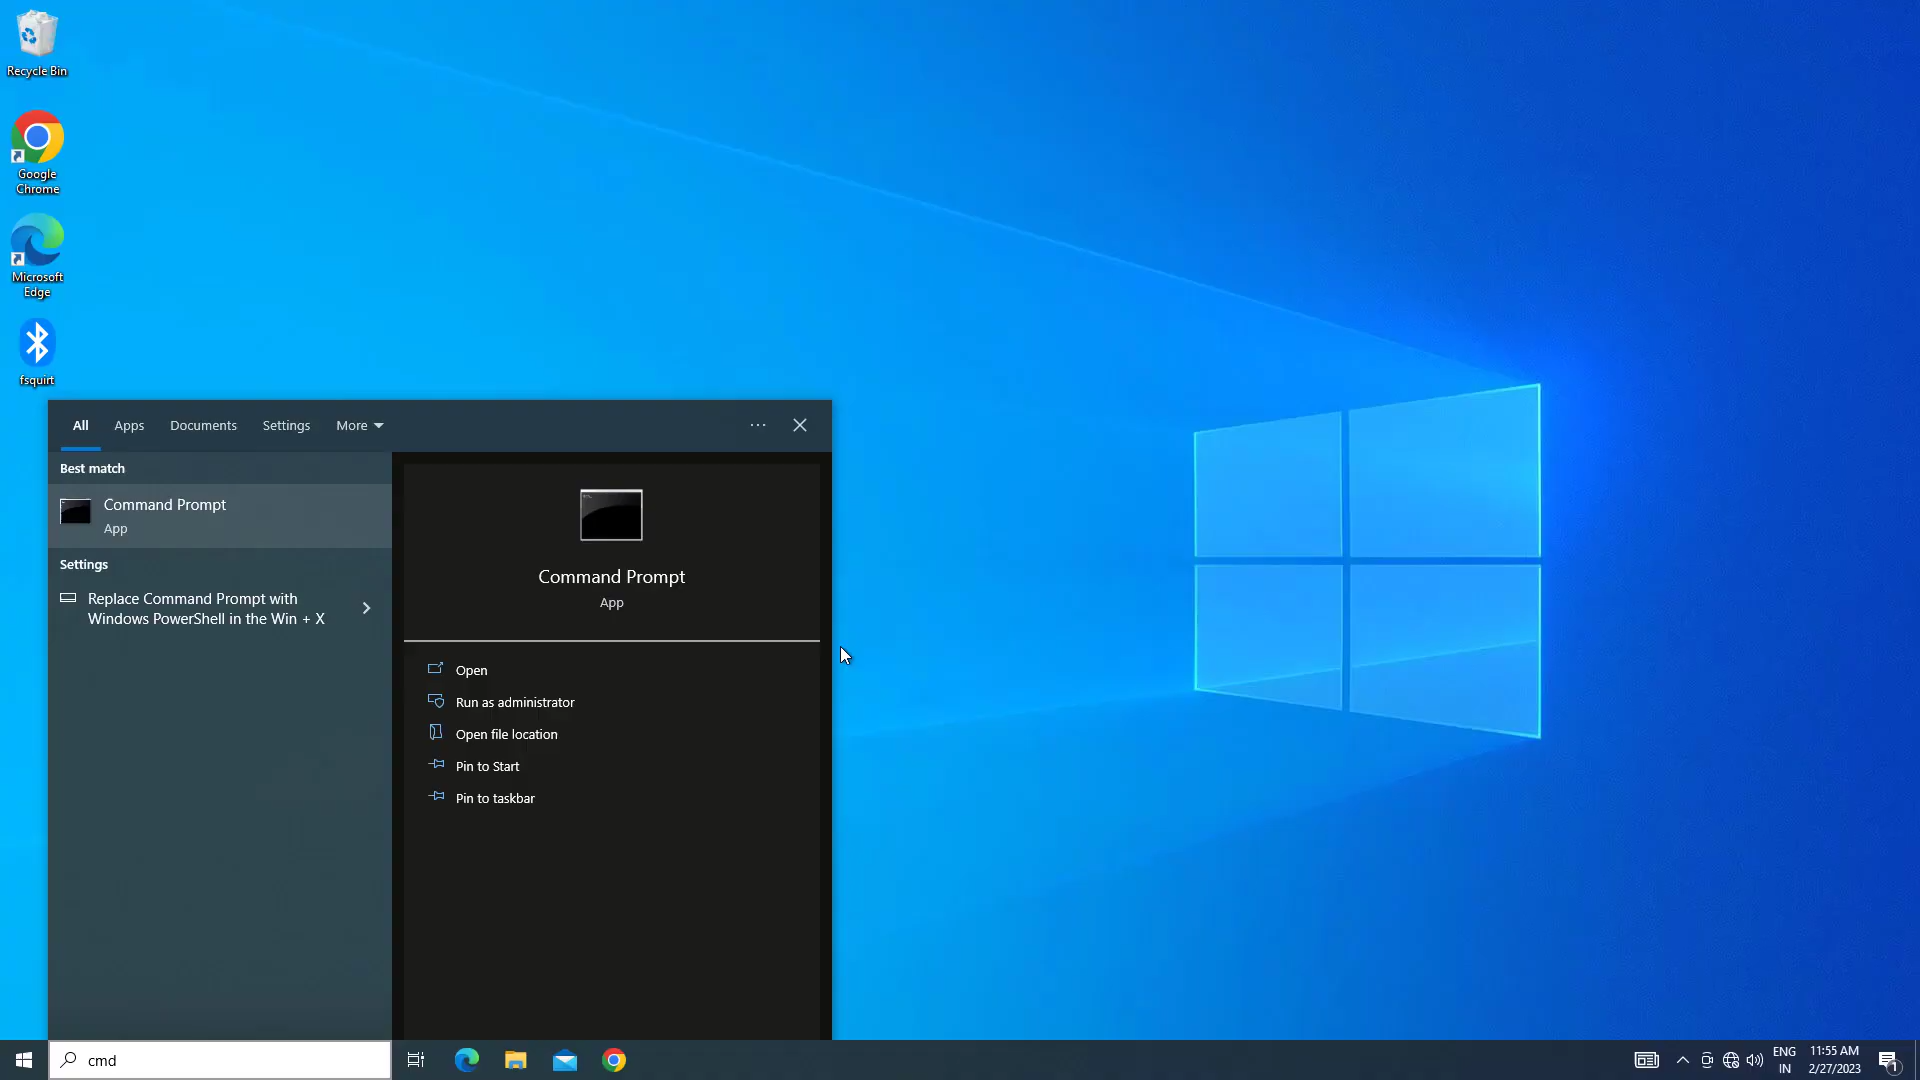 Recycle Bin
Google
Chrome
Microsoft
Edge
fsquirt
All Apps Documents Settings More
Best match
Command Prompt
App
Settings
Replace Command Prompt with
Windows PowerShell in the Win + X
Command Prompt
App
Open
Run as administrator
Open file location
Pin to Start
Pin to taskbar
cmd
ENG
IN
11:55 AM
2/27/2023
1